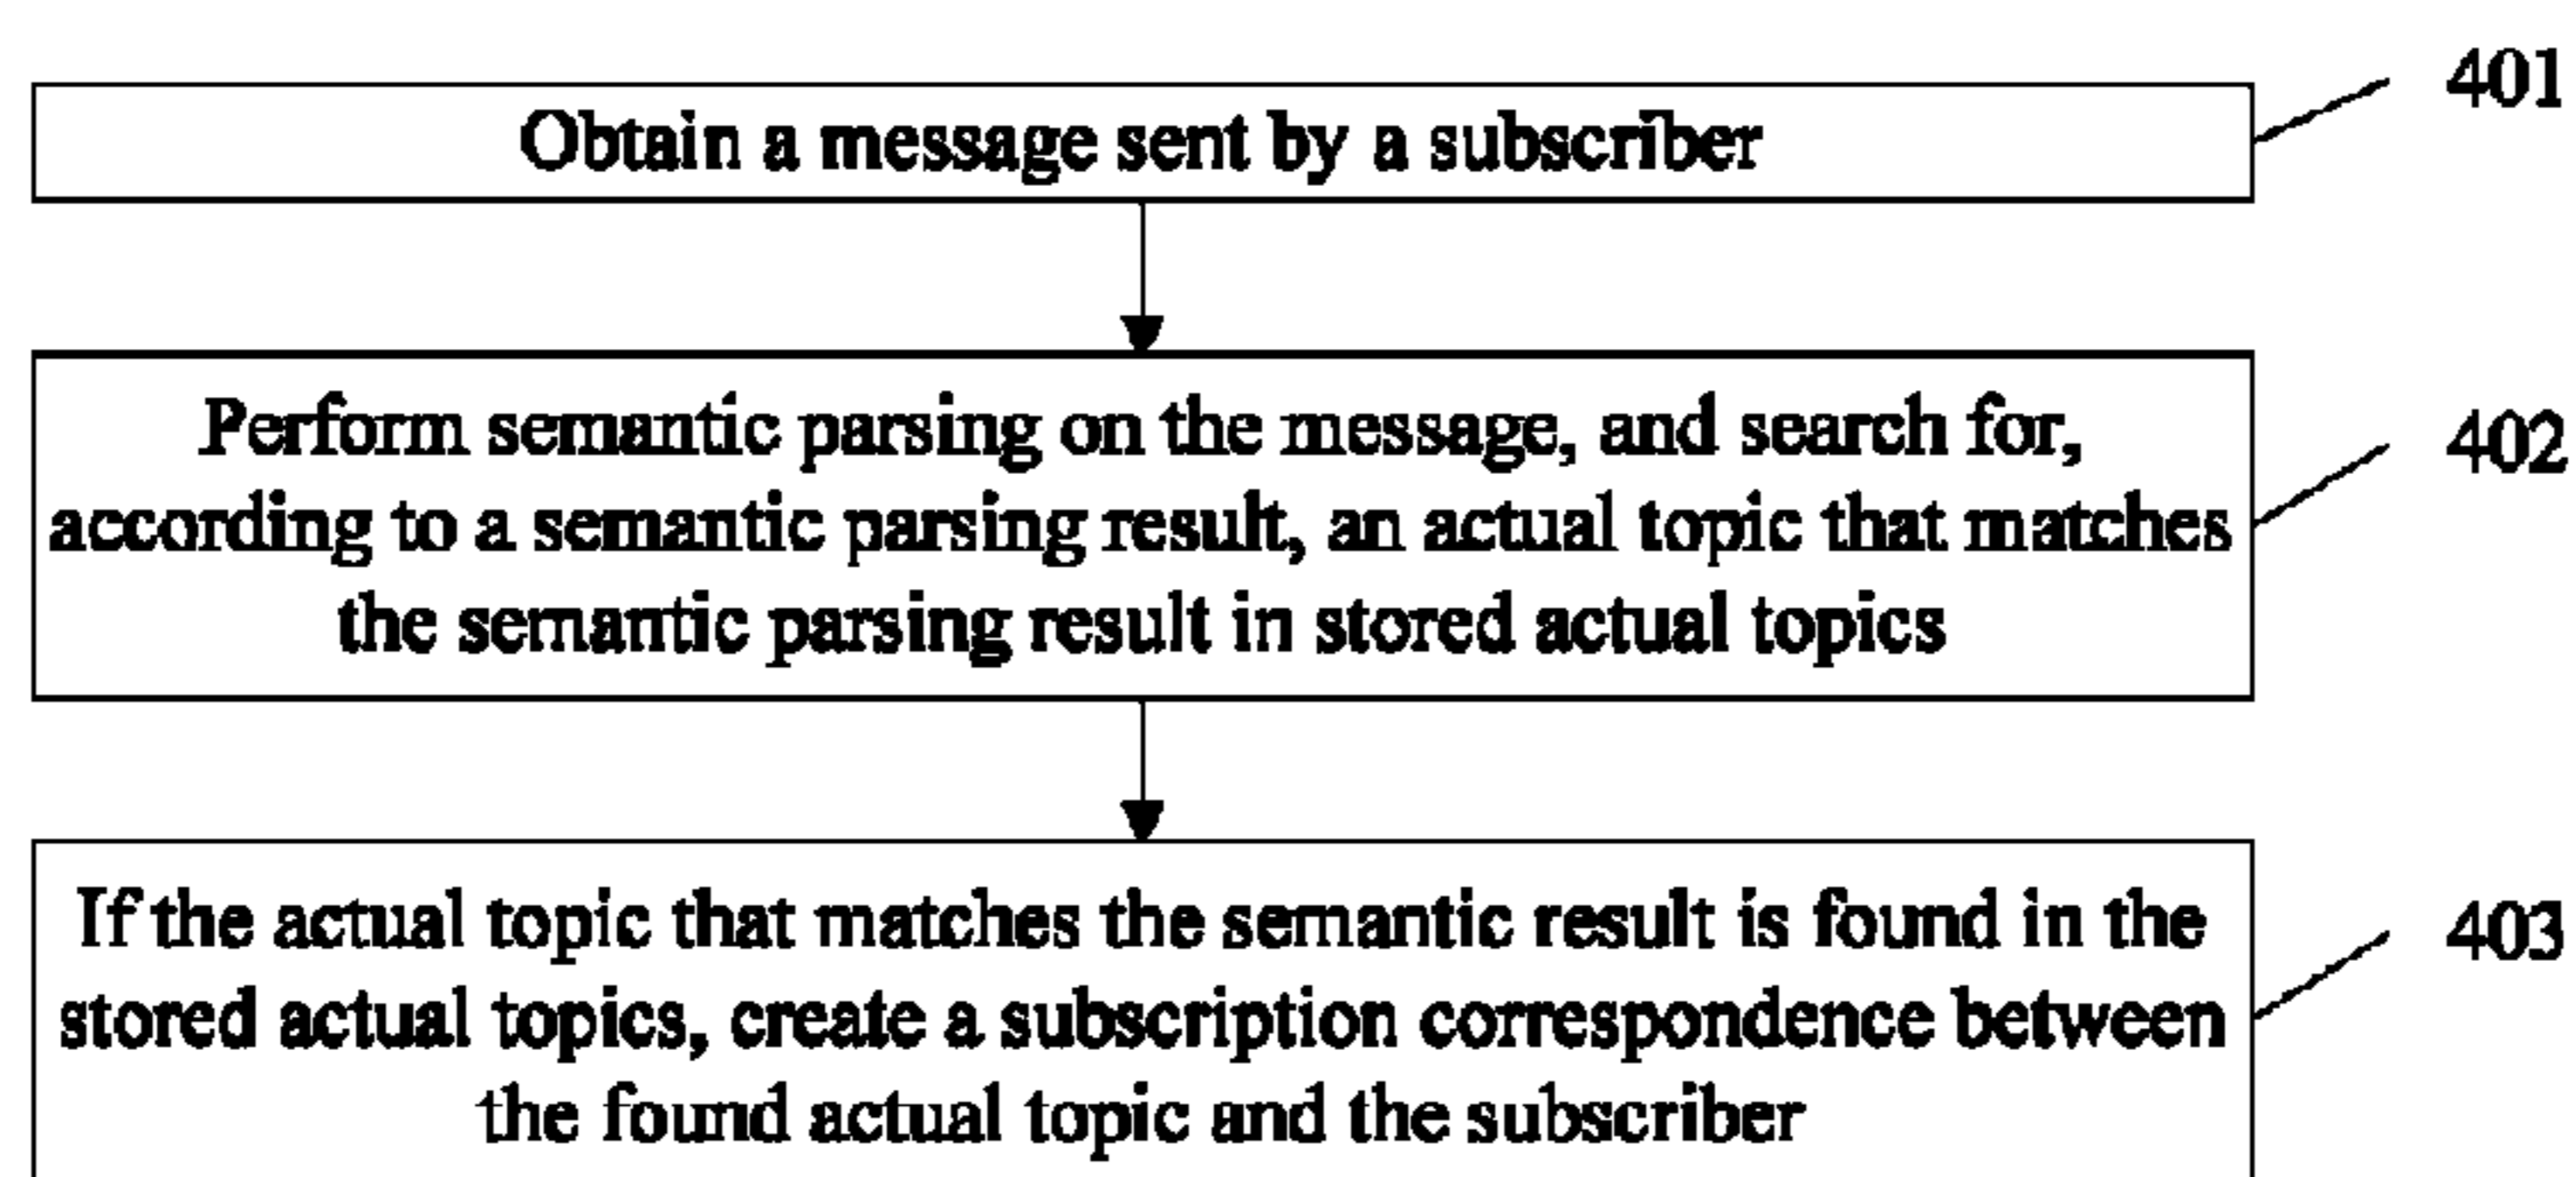 401
Obtain a message sent by a subscriber
402
Perform semantic parsing on the message, and search for,
according to a semantic parsing result, an actual topic that matches
the semantic parsing result in stored actual topics
403
If the actual topic that matches the semantic result is found in the
stored actual topics, create a subscription correspondence between
the found actual topic and the subscriber